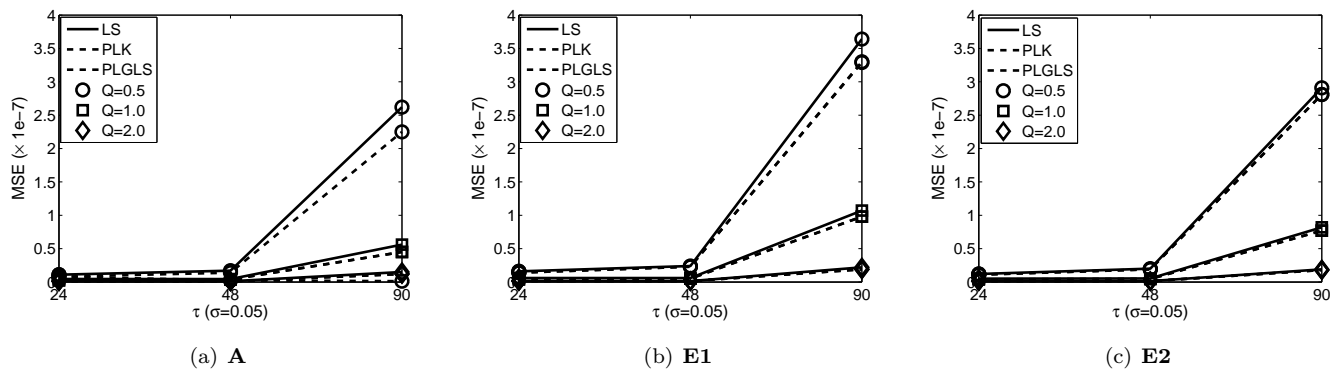 4
3.5
3
2.5
2
1.5
1
0.5
0
MSE (× 1e−7)
LS
PLK
PLGLS
Q=0.5
Q=1.0
Q=2.0
24
48
90
τ (σ=0.05)
(a) A
4
3.5
3
2.5
2
1.5
1
0.5
0
MSE (× 1e−7)
LS
PLK
PLGLS
Q=0.5
Q=1.0
Q=2.0
24
48
90
τ (σ=0.05)
(b) E1
4
3.5
3
2.5
2
1.5
1
0.5
0
MSE (× 1e−7)
LS
PLK
PLGLS
Q=0.5
Q=1.0
Q=2.0
24
48
90
τ (σ=0.05)
(c) E2